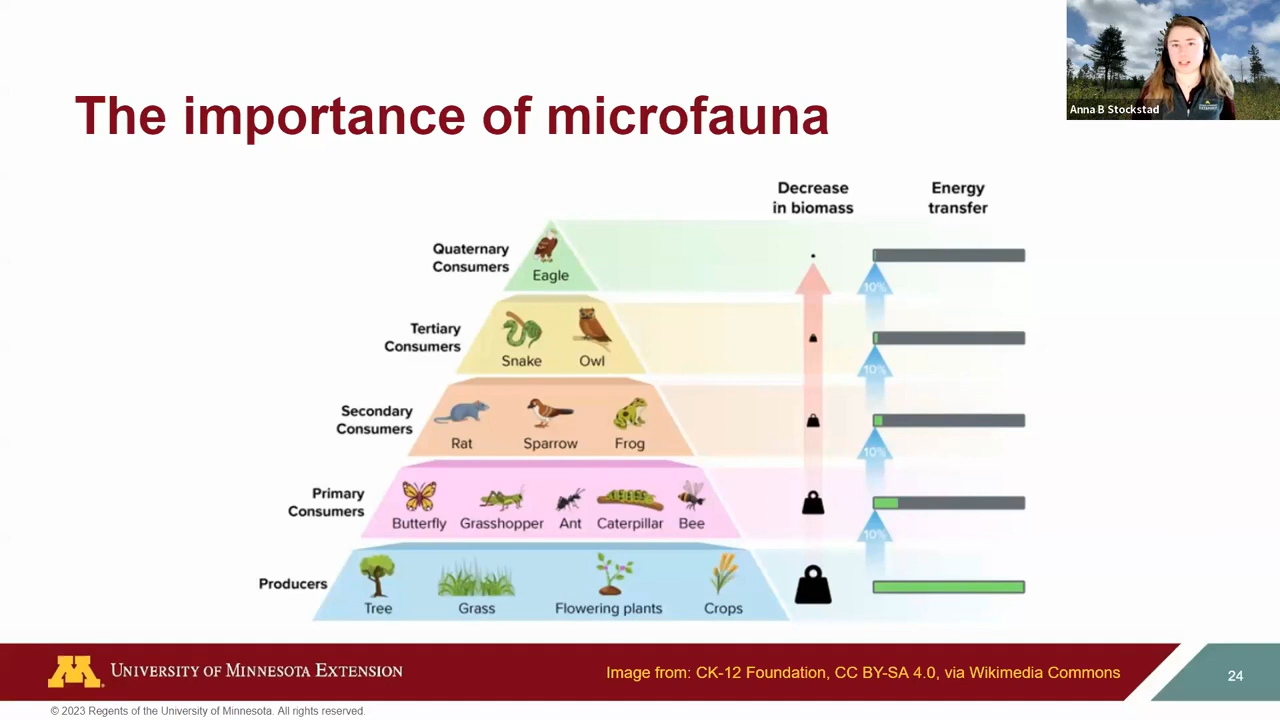 Anna B Stockstad
The importance of microfauna
Decrease
in biomass
Energy
transfer
Quaternary
Consumers
Eagle
10%
Tertiary
Consumers
Snake
Owl
10%
Secondary
Consumers
Rat
Sparrow
Frog
10%
Primary
Consumers
Butterfly
Grasshopper
Ant
Caterpillar
Bee
10%
Producers
Tree
Grass
Flowering plants
Crops
M
UNIVERSITY OF MINNESOTA EXTENSION
Image from: CK-12 Foundation, CC BY-SA 4.0, via Wikimedia Commons
24
© 2023 Regents of the University of Minnesota. All rights reserved.